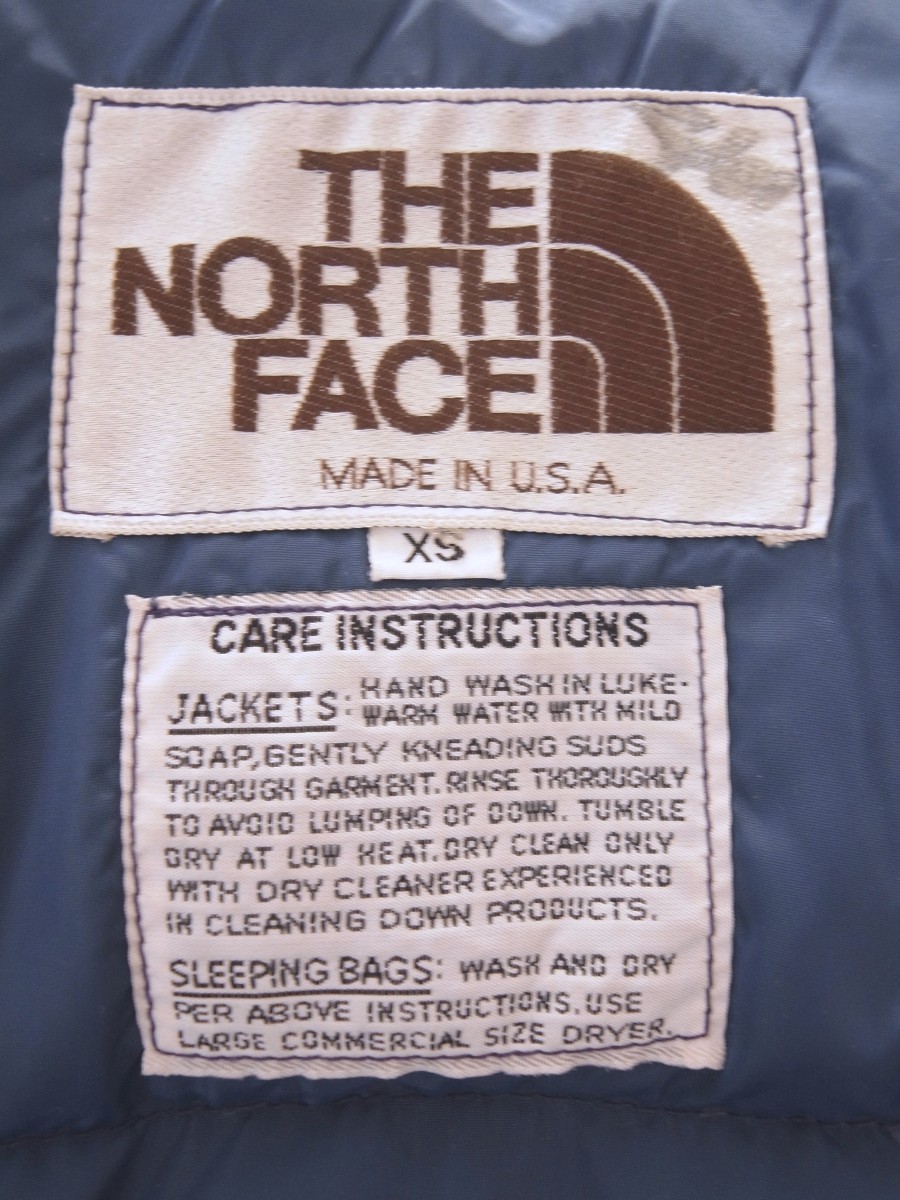 THE
NORTH
FACE
MADE IN U.S.A.
XS
CARE INSTRUCTIONS
JACKETS: HAND WASH IN LUKE-
WARM WATER WITH MILD
SOAP, GENTLY KNEADING SUDS
THROUGH GARMENT. RINSE THOROUGHLY
TO AVOID LUMPING OF DOWN. TUMBLE
DRY AT LOW HEAT. DRY CLEAN ONLY
WITH DRY CLEANER EXPERIENCED
IN CLEANING DOWN PRODUCTS.
SLEEPING BAGS: WASH AND DRY
PER ABOVE INSTRUCTIONS. USE
LARGE COMMERCIAL SIZE DRYER.